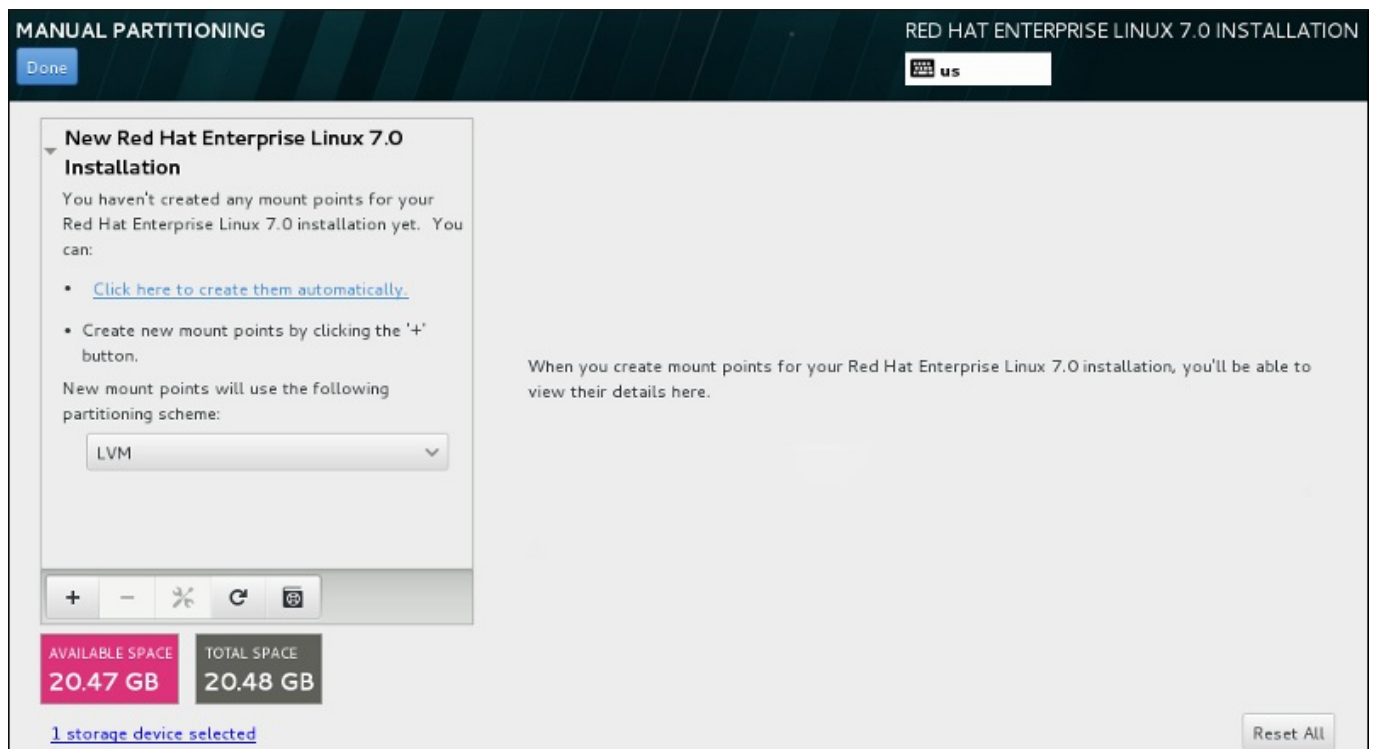 MANUAL PARTITIONING
RED HAT ENTERPRISE LINUX 7.0 INSTALLATION
Done
us
New Red Hat Enterprise Linux 7.0
Installation
You haven't created any mount points for your
Red Hat Enterprise Linux 7.0 installation yet. You
can:
• Click here to create them automatically.
• Create new mount points by clicking the '+'
button.
New mount points will use the following
partitioning scheme:
LVM
When you create mount points for your Red Hat Enterprise Linux 7.0 installation, you'll be able to
view their details here.
+ −
AVAILABLE SPACE
20.47 GB
TOTAL SPACE
20.48 GB
1 storage device selected
Reset All